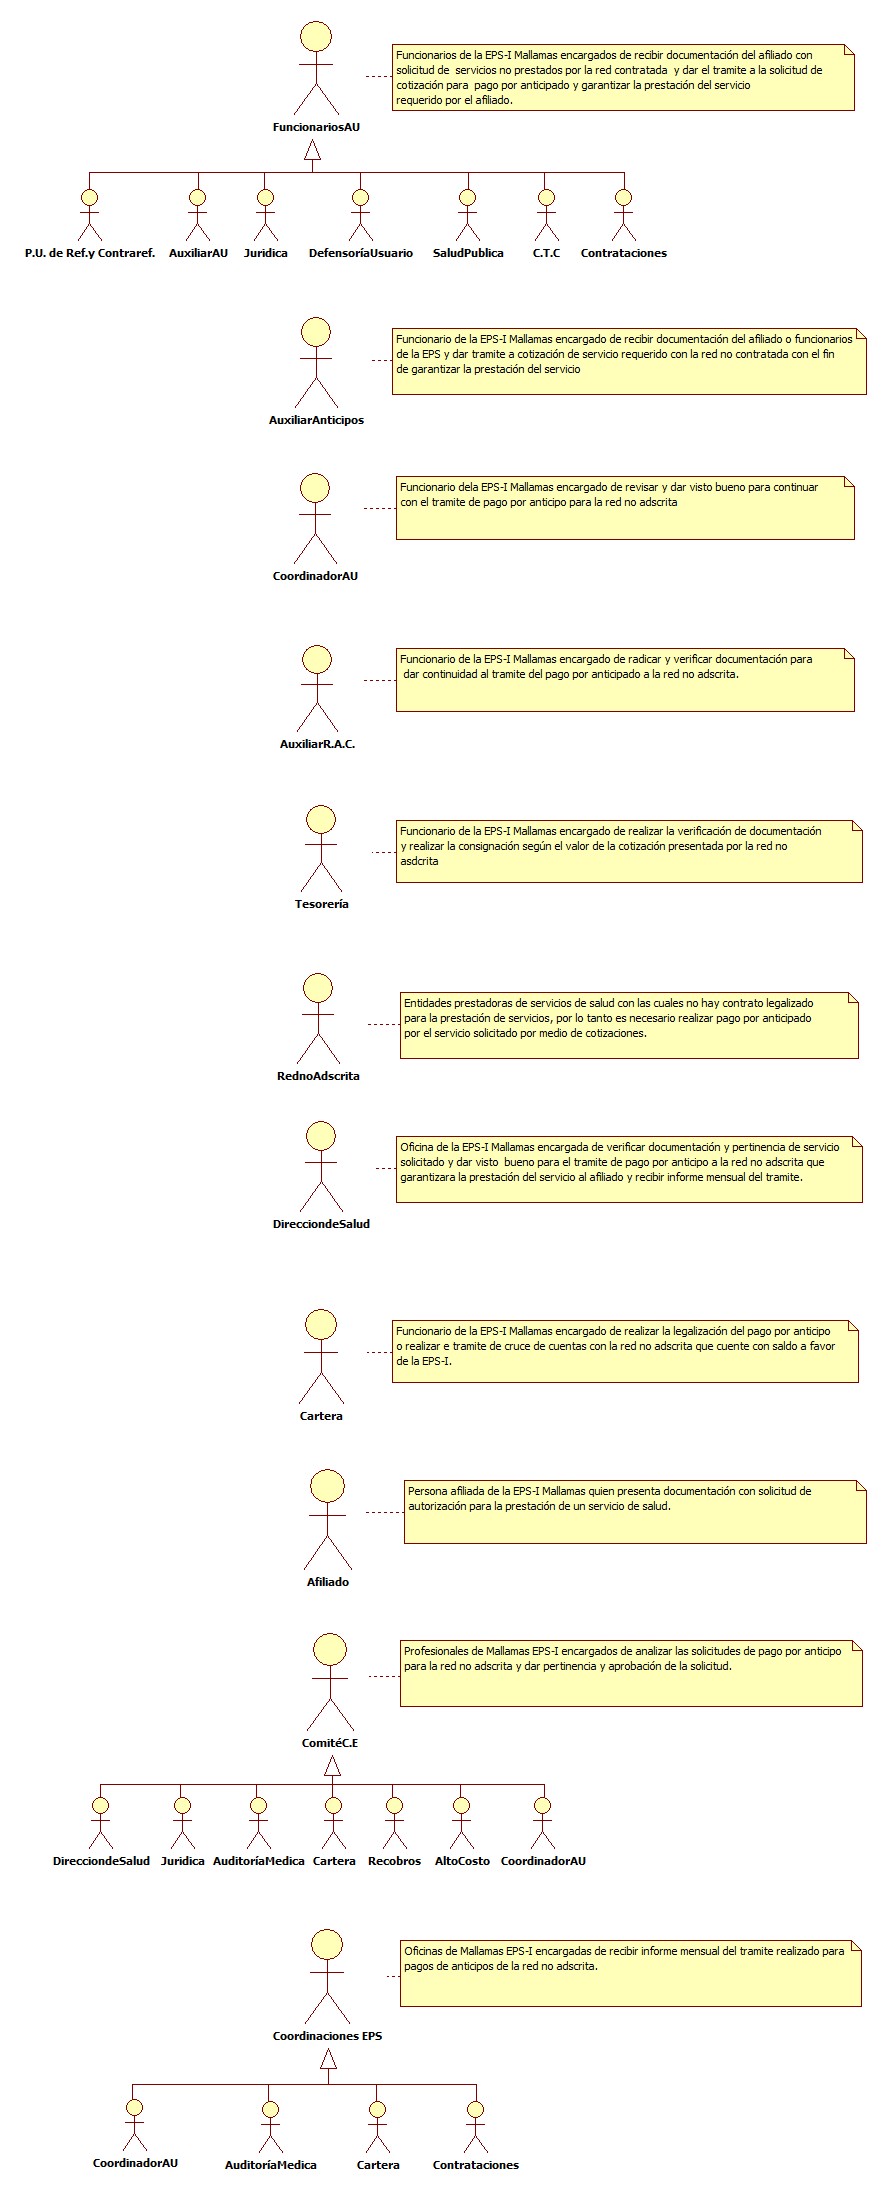 Funcionarios de la EPS-I Mallamas encargados de recibir documentación del afiliado con
solicitud de servicios no prestados por la red contratada y dar el tramite a la solicitud de
cotización para pago por anticipado y garantizar la prestación del servicio
requerido por el afiliado.
FuncionariosAU
P.U. de Ref.y Contraref.
AuxiliarAU
Juridica
DefensoríaUsuario
SaludPublica
C.T.C
Contrataciones
Funcionario de la EPS-I Mallamas encargado de recibir documentación del afiliado o funcionarios
de la EPS y dar tramite a cotización de servicio requerido con la red no contratada con el fin
de garantizar la prestación del servicio
AuxiliarAnticipos
Funcionario dela EPS-I Mallamas encargado de revisar y dar visto bueno para continuar
con el tramite de pago por anticipo para la red no adscrita
CoordinadorAU
Funcionario de la EPS-I Mallamas encargado de radicar y verificar documentación para
dar continuidad al tramite del pago por anticipado a la red no adscrita.
AuxiliarR.A.C.
Funcionario de la EPS-I Mallamas encargado de realizar la verificación de documentación
y realizar la consignación según el valor de la cotización presentada por la red no
asdcrita
Tesorería
Entidades prestadoras de servicios de salud con las cuales no hay contrato legalizado
para la prestación de servicios, por lo tanto es necesario realizar pago por anticipado
por el servicio solicitado por medio de cotizaciones.
RednoAdscrita
Oficina de la EPS-I Mallamas encargada de verificar documentación y pertinencia de servicio
solicitado y dar visto bueno para el tramite de pago por anticipo a la red no adscrita que
garantizara la prestación del servicio al afiliado y recibir informe mensual del tramite.
DirecciondeSalud
Funcionario de la EPS-I Mallamas encargado de realizar la legalización del pago por anticipo
o realizar e tramite de cruce de cuentas con la red no adscrita que cuente con saldo a favor
de la EPS-I.
Cartera
Persona afiliada de la EPS-I Mallamas quien presenta documentación con solicitud de
autorización para la prestación de un servicio de salud.
Afiliado
Profesionales de Mallamas EPS-I encargados de analizar las solicitudes de pago por anticipo
para la red no adscrita y dar pertinencia y aprobación de la solicitud.
ComitéC.E
DirecciondeSalud
Juridica
AuditoríaMedica
Cartera
Recobros
AltoCosto
CoordinadorAU
Oficinas de Mallamas EPS-I encargadas de recibir informe mensual del tramite realizado para
pagos de anticipos de la red no adscrita.
Coordinaciones EPS
CoordinadorAU
AuditoríaMedica
Cartera
Contrataciones